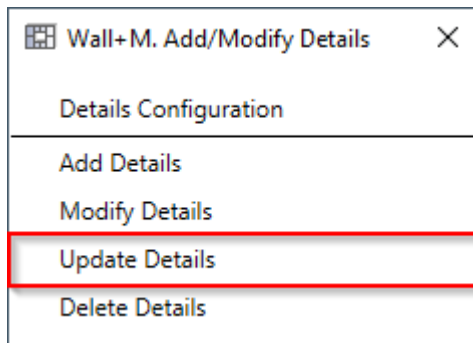 Wall+M. Add/Modify Details
Details Configuration
Add Details
Modify Details
Update Details
Delete Details